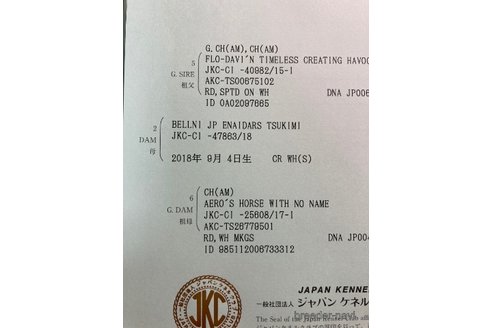 G.CH(AM),CH(AM)
5 FLO-DAVI'N TIMELESS CREATING HAVOC
G. SIRE JKC-CI -40982/15-I
祖父 AKC-TS00675102
RD,SPTD ON WH DNA JP006
ID 0A02097665
2 BELLNI JP ENAIDARS TSUKIMI
DAM JKC-CI -47863/18
母
2018年 9月 4日生 CR WH(S)
CH(AM)
6 AERO'S HORSE WITH NO NAME
G. DAM JKC-CI -25608/17-I
祖母 AKC-TS26779501
RD,WH MKGS DNA JP004
ID 985112006733312
JAPAN KENNE
一般社団法人 ジャパン ケネル
JKC
breeder-navi
The Seal of the Japan Kennel Club aff